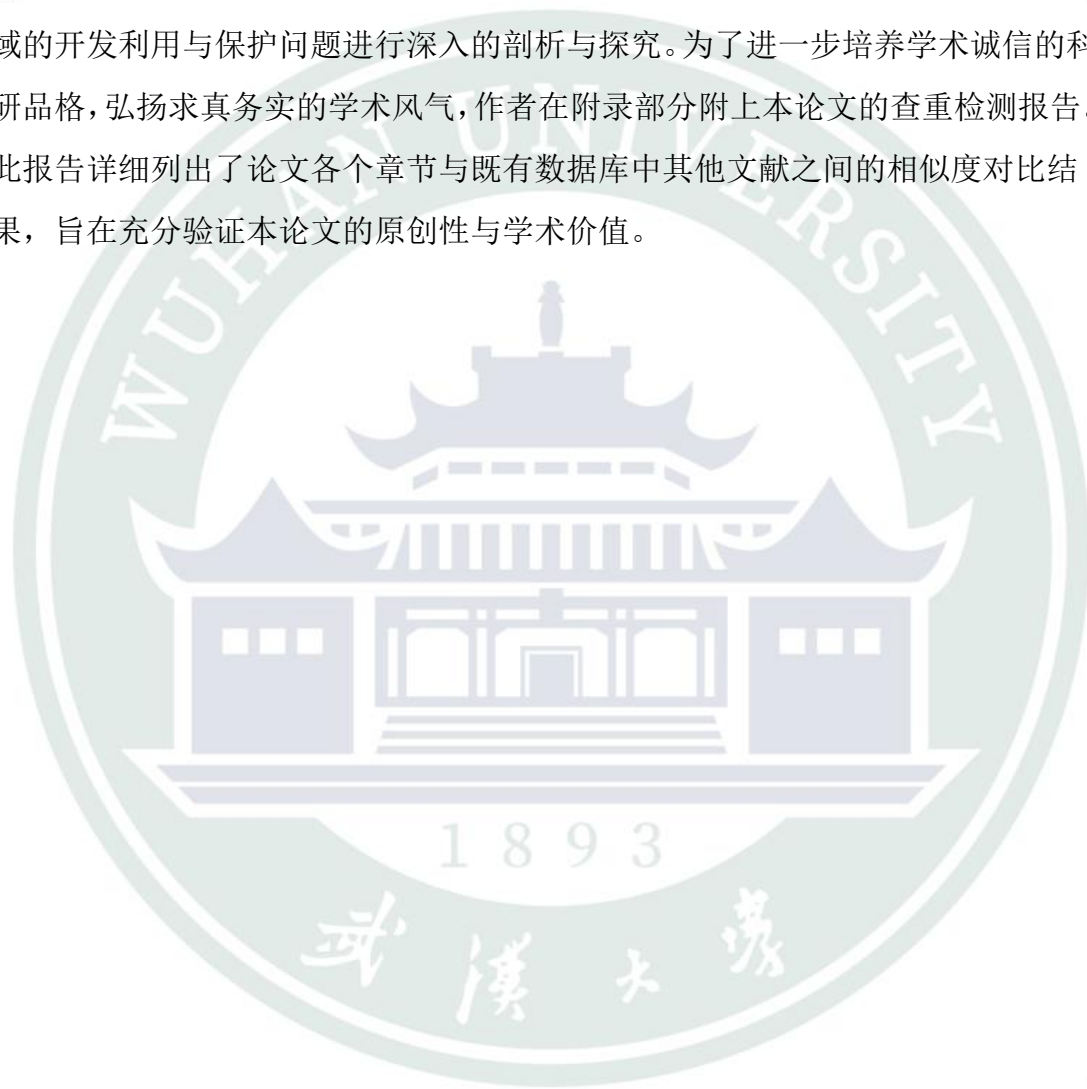 域的开发利用与保护问题进行深入的剖析与探究。为了进一步培养学术诚信的科
研品格，弘扬求真务实的学术风气，作者在附录部分附上本论文的查重检测报告。
此报告详细列出了论文各个章节与既有数据库中其他文献之间的相似度对比结
果，旨在充分验证本论文的原创性与学术价值。
WUHAN UNIVERSITY
1893
武漢大學